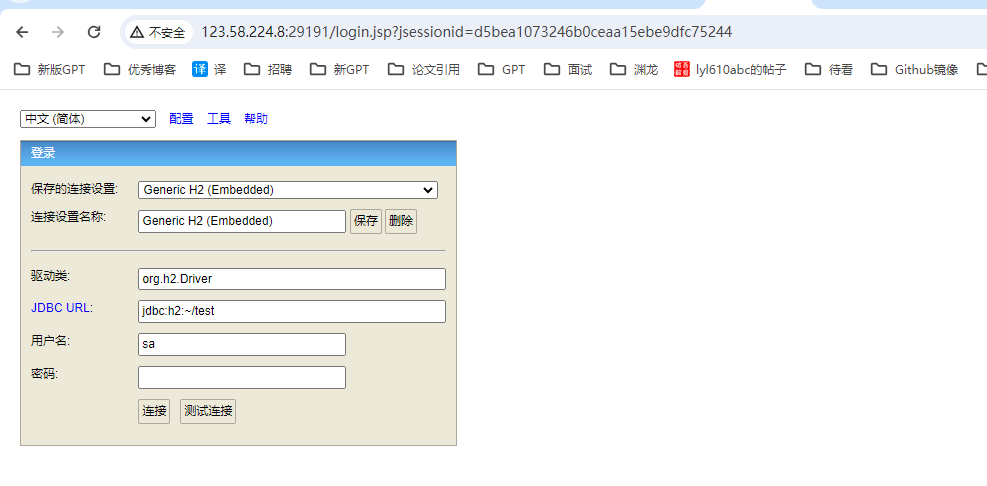 不安全 123.58.224.8:29191/login.jsp?jsessionid=d5bea1073246b0ceaa15ebe9dfc75244
新版GPT 优秀博客 译 译 招聘 新GPT 论文引用 GPT 面试 渊龙 lyl610abc的帖子 待看 Github镜像
中文 (简体) 配置 工具 帮助
登录
保存的连接设置: Generic H2 (Embedded)
连接设置名称: Generic H2 (Embedded) 保存 删除
驱动类: org.h2.Driver
JDBC URL: jdbc:h2:~/test
用户名: sa
密码:
连接 测试连接